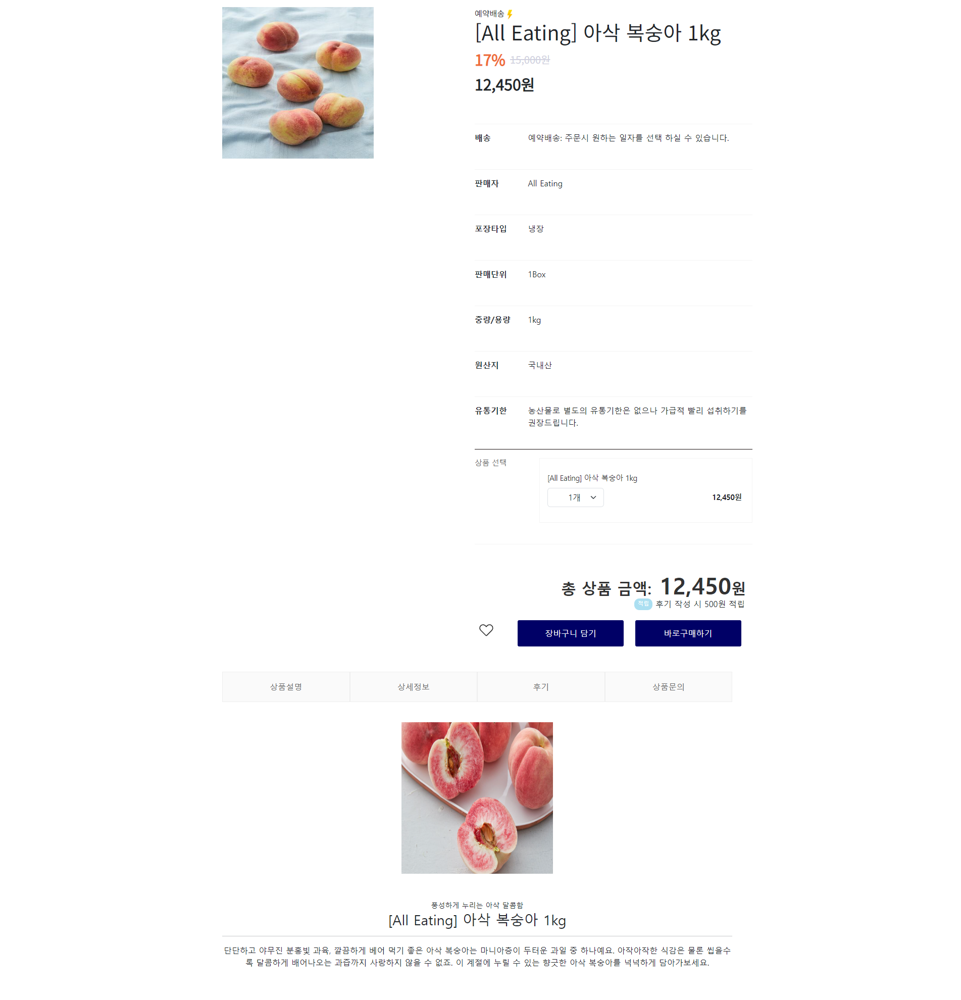 예약배송
[All Eating] 아삭 복숭아 1kg
17% 15,000원
12,450원
배송 예약배송: 주문시 원하는 일자를 선택 하실 수 있습니다.
판매자 All Eating
포장타입 냉장
판매단위 1Box
중량/용량 1kg
원산지 국내산
유통기한 농산물로 별도의 유통기한은 없으나 가급적 빨리 섭취하기를
권장드립니다.
상품 선택
[All Eating] 아삭 복숭아 1kg
1개 12,450원
총 상품 금액: 12,450원
적립 후기 작성 시 500원 적립
장바구니 담기 바로구매하기
상품설명 상세정보 후기 상품문의
풍성하게 누리는 아삭 달콤함
[All Eating] 아삭 복숭아 1kg
단단하고 야무진 분홍빛 과육, 깔끔하게 베어 먹기 좋은 아삭 복숭아는 마니아층이 두터운 과일 중 하나예요. 아작아작한 식감은 물론 씹을수
록 달콤하게 배어나오는 과즙까지 사랑하지 않을 수 없죠. 이 계절에 누릴 수 있는 향긋한 아삭 복숭아를 넉넉하게 담아가보세요.